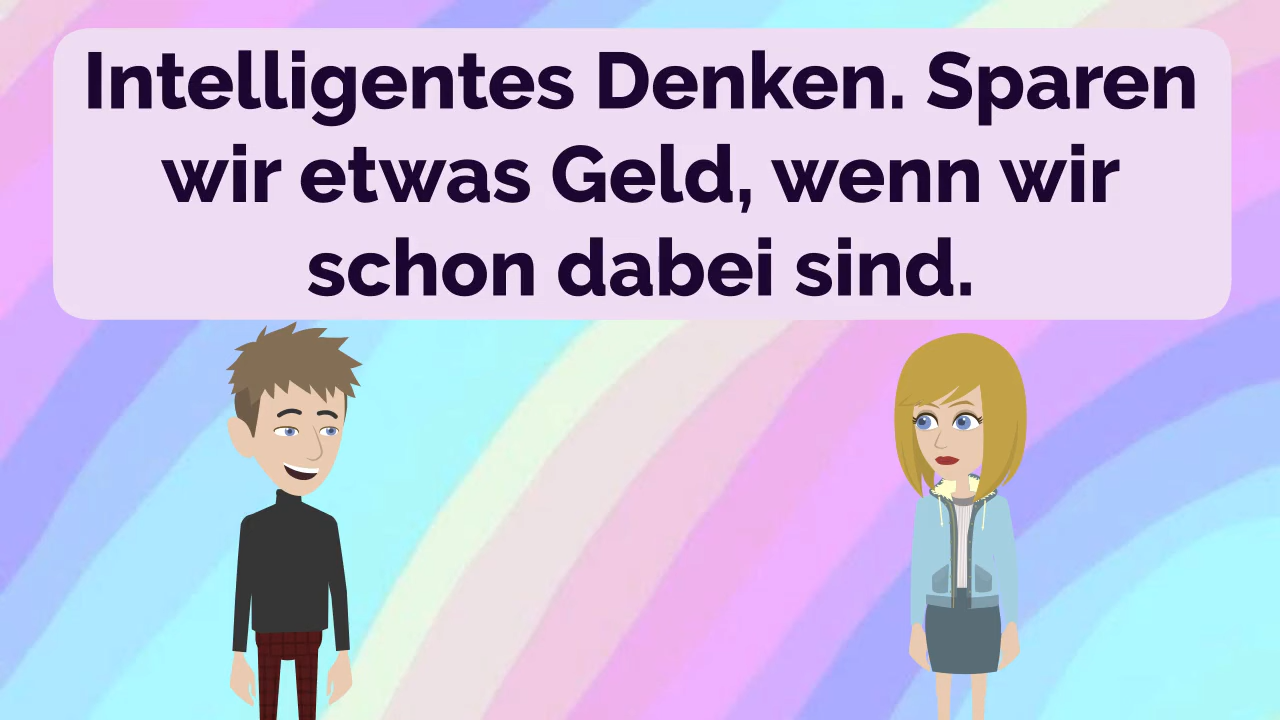 Intelligentes Denken. Sparen
wir etwas Geld, wenn wir
schon dabei sind.